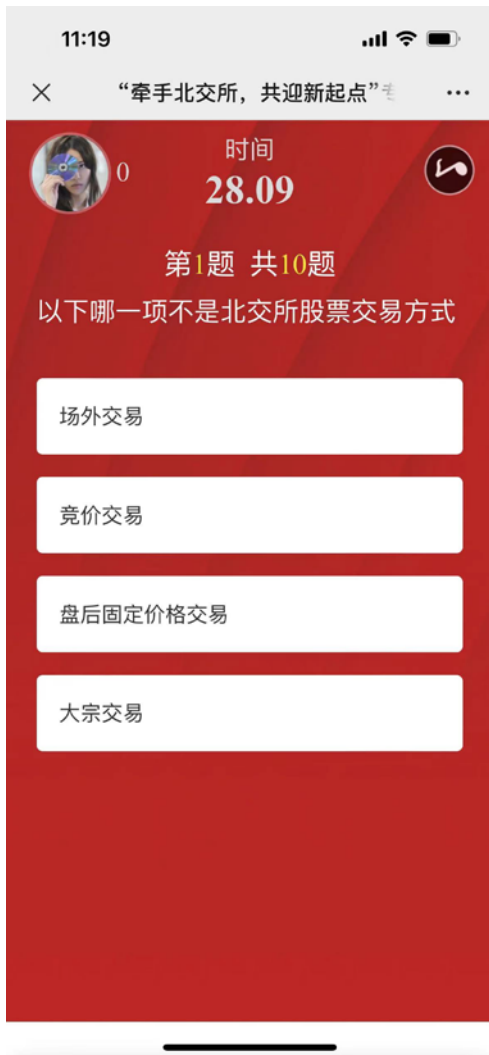 11:19
“牵手北交所，共迎新起点”
0
时间
28.09
第1题 共10题
以下哪一项不是北交所股票交易方式
场外交易
竞价交易
盘后固定价格交易
大宗交易